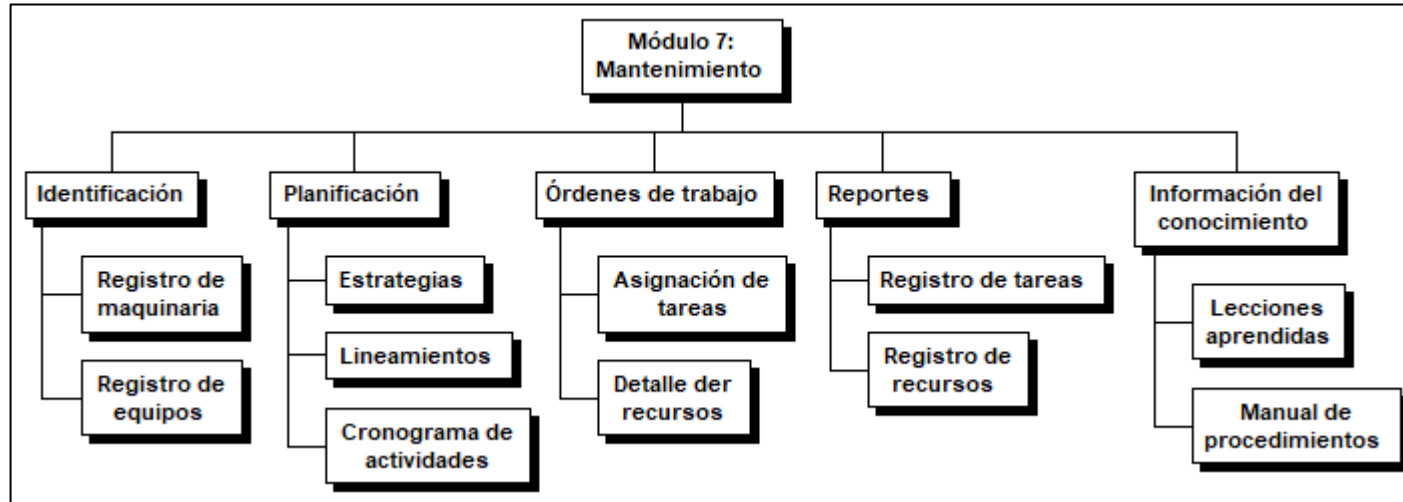 Módulo 7:
Mantenimiento
Identificación
Registro de
maquinaria
Registro de
equipos
Planificación
Estrategias
Lineamientos
Cronograma de
actividades
Órdenes de trabajo
Asignación de
tareas
Detalle der
recursos
Reportes
Registro de tareas
Registro de
recursos
Información del
conocimiento
Lecciones
aprendidas
Manual de
procedimientos